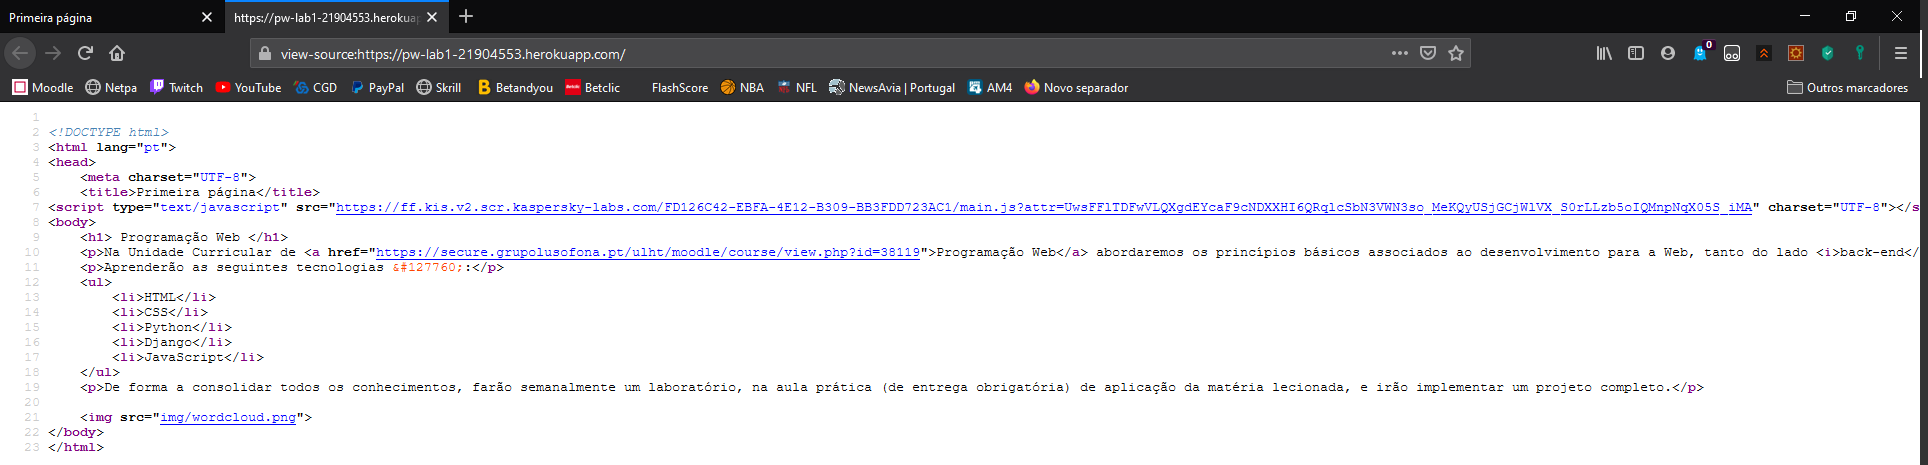 Primeira página
https://pw-lab1-21904553.herokuap
view-source:https://pw-lab1-21904553.herokuapp.com/
0
Moodle Netpa Twitch YouTube CGD PayPal Skrill Betandyou Betclic FlashScore NBA NFL NewsAvia | Portugal AM4 Novo separador Outros marcadores
1
2 <!DOCTYPE html>
3 <html lang="pt">
4 <head>
5 <meta charset="UTF-8">
6 <title>Primeira página</title>
7 <script type="text/javascript" src="https://ff.kis.v2.scr.kaspersky-labs.com/FD126C42-EBFA-4E12-B309-BB3FDD723AC1/main.js?attr=UwsFFlTDFwVLQXgdEYcaF9cNDXXHI6QRqlcSbN3VWN3so_MeKQyUSjGCjWlVX_S0rLLzb5oIQMnpNqX05S_iMA" charset="UTF-8"></s
8 <body>
9 <h1> Programação Web </h1>
10 <p>Na Unidade Curricular de <a href="https://secure.grupolusofona.pt/ulht/moodle/course/view.php?id=38119">Programação Web</a> abordaremos os princípios básicos associados ao desenvolvimento para a Web, tanto do lado <i>back-end</
11 <p>Aprenderão as seguintes tecnologias &#127760;:</p>
12 <ul>
13 <li>HTML</li>
14 <li>CSS</li>
15 <li>Python</li>
16 <li>Django</li>
17 <li>JavaScript</li>
18 </ul>
19 <p>De forma a consolidar todos os conhecimentos, farão semanalmente um laboratório, na aula prática (de entrega obrigatória) de aplicação da matéria lecionada, e irão implementar um projeto completo.</p>
20
21 <img src="img/wordcloud.png">
22 </body>
23 </html>